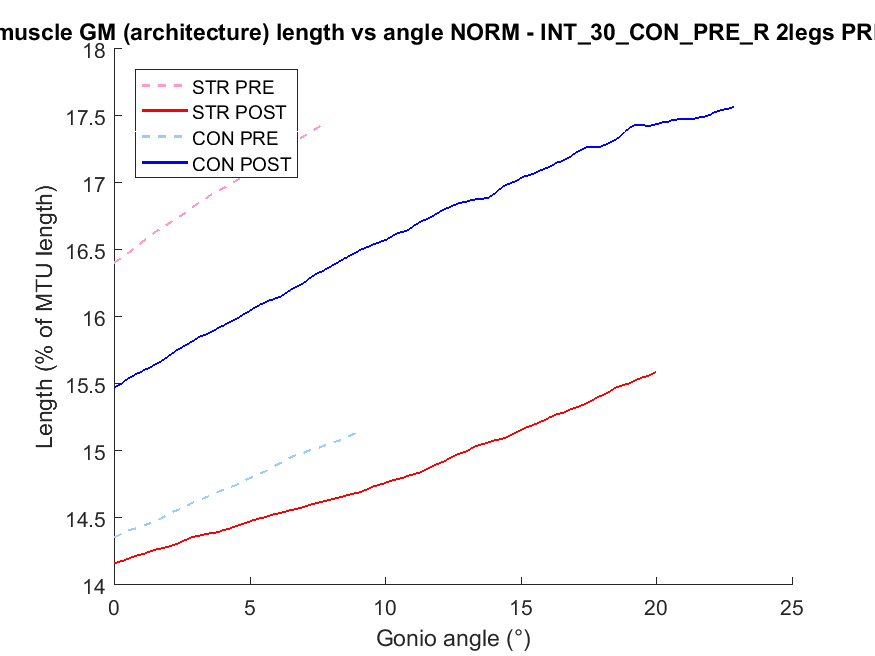 muscle GM (architecture) length vs angle NORM - INT_30_CON_PRE_R 2legs PRE
18
17.5
17
16.5
16
15.5
15
14.5
14
Length (% of MTU length)
STR PRE
STR POST
CON PRE
CON POST
0 5 10 15 20 25
Gonio angle (°)